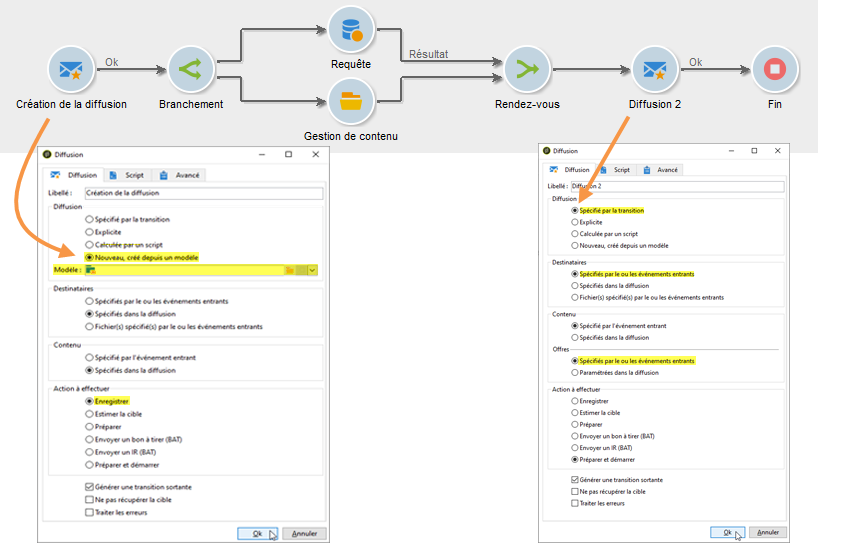 Ok
Requête
Résultat
Ok
Création de la diffusion
Branchement
Rendez-vous
Diffusion 2
Fin
Gestion de contenu
Diffusion
Diffusion
Script
Avancé
Libellé : Création de la diffusion
Diffusion
Spécifié par la transition
Explicite
Calculée par un script
Nouveau, créé depuis un modèle
Modèle :
Destinataires
Spécifiés par le ou les événements entrants
Spécifiés dans la diffusion
Fichier(s) spécifié(s) par le ou les événements entrants
Contenu
Spécifié par l'événement entrant
Spécifiés dans la diffusion
Action à effectuer
Enregistrer
Estimer la cible
Préparer
Envoyer un bon à tirer (BAT)
Envoyer un IR (BAT)
Préparer et démarrer
Générer une transition sortante
Ne pas récupérer la cible
Traiter les erreurs
Ok
Annuler
Diffusion
Diffusion
Script
Avancé
Libellé : Diffusion 2
Diffusion
Spécifié par la transition
Explicite
Calculée par un script
Nouveau, créé depuis un modèle
Destinataires
Spécifiés par le ou les événements entrants
Spécifiés dans la diffusion
Fichier(s) spécifié(s) par le ou les événements entrants
Contenu
Spécifié par l'événement entrant
Spécifiés dans la diffusion
Offres
Spécifiés par le ou les événements entrants
Paramétrées dans la diffusion
Action à effectuer
Enregistrer
Estimer la cible
Préparer
Envoyer un bon à tirer (BAT)
Envoyer un IR (BAT)
Préparer et démarrer
Générer une transition sortante
Ne pas récupérer la cible
Traiter les erreurs
Ok
Annuler